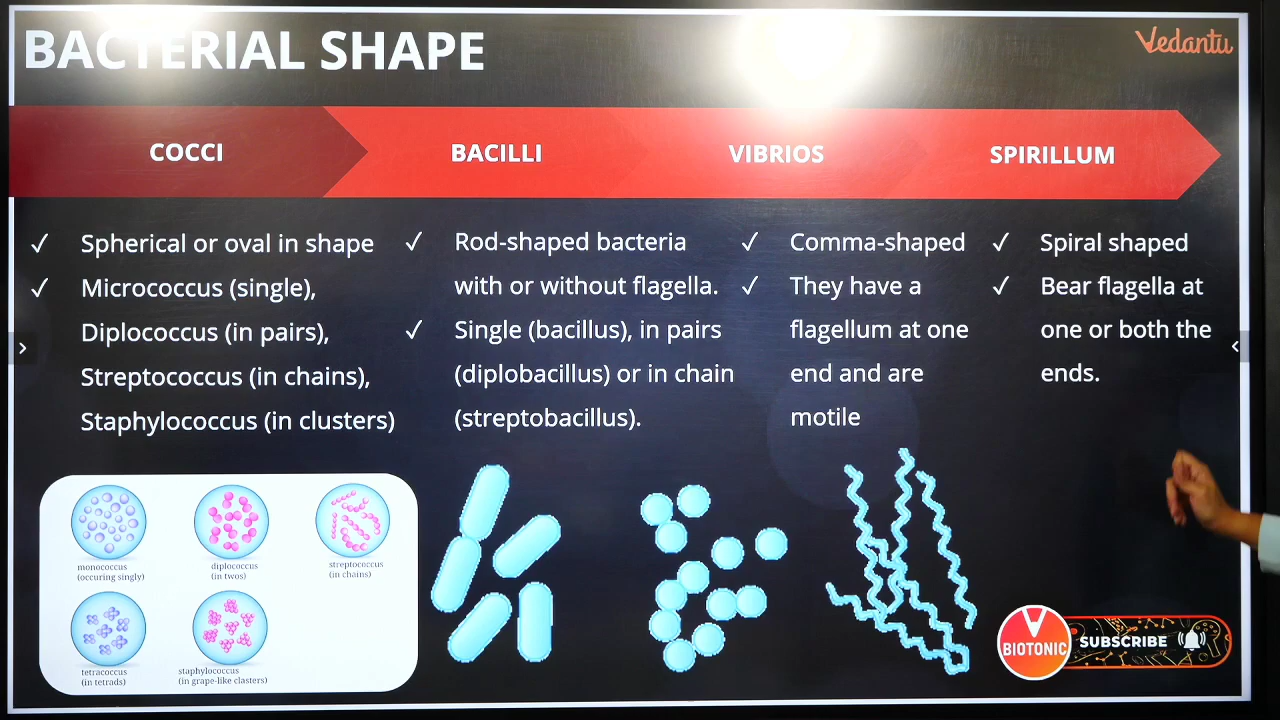 BACTERIAL SHAPE
Vedantu
COCCI
BACILLI
VIBRIOS
SPIRILLUM
✓ Spherical or oval in shape
✓ Micrococcus (single),
Diplococcus (in pairs),
Streptococcus (in chains),
Staphylococcus (in clusters)
✓ Rod-shaped bacteria
with or without flagella.
✓ Single (bacillus), in pairs
(diplobacillus) or in chain
(streptobacillus).
✓ Comma-shaped
✓ They have a
flagellum at one
end and are
motile
✓ Spiral shaped
✓ Bear flagella at
one or both the
ends.
monococcus
(occuring singly)
diplococcus
(in twos)
streptococcus
(in chains)
tetracoccus
(in tetrads)
staphylococcus
(in grape-like clasters)
BIOTONIC
SUBSCRIBE